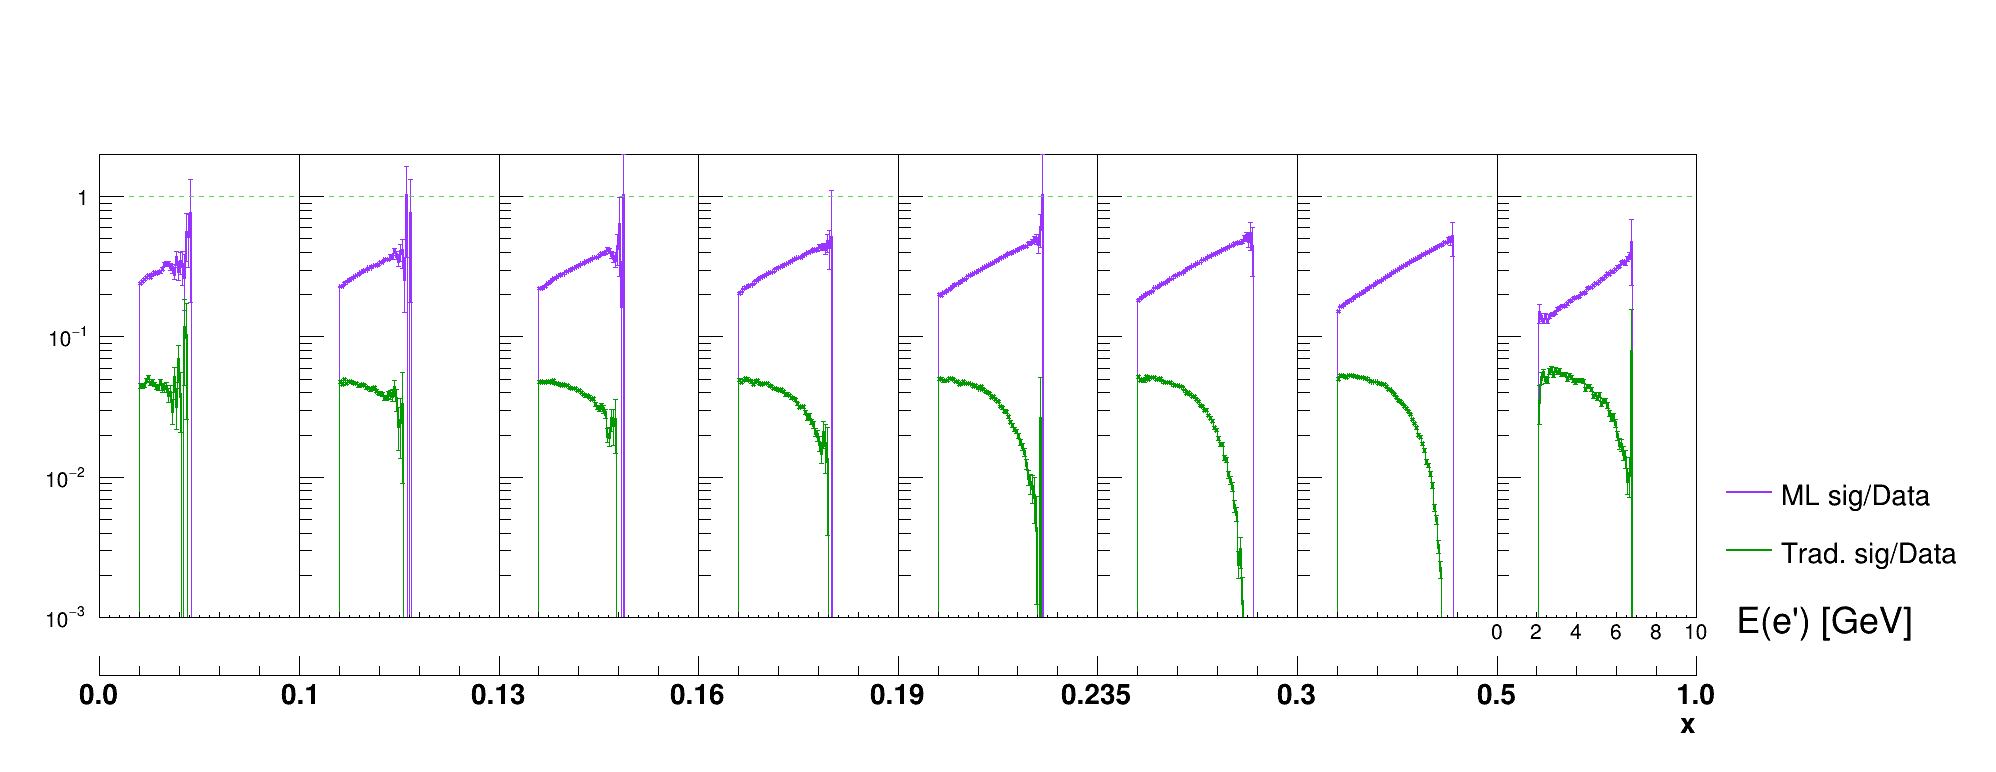 1
10⁻¹
10⁻²
10⁻³
ML sig/Data
Trad. sig/Data
0 2 4 6 8 10
E(e') [GeV]
0.0 0.1 0.13 0.16 0.19 0.235 0.3 0.5 1.0
x